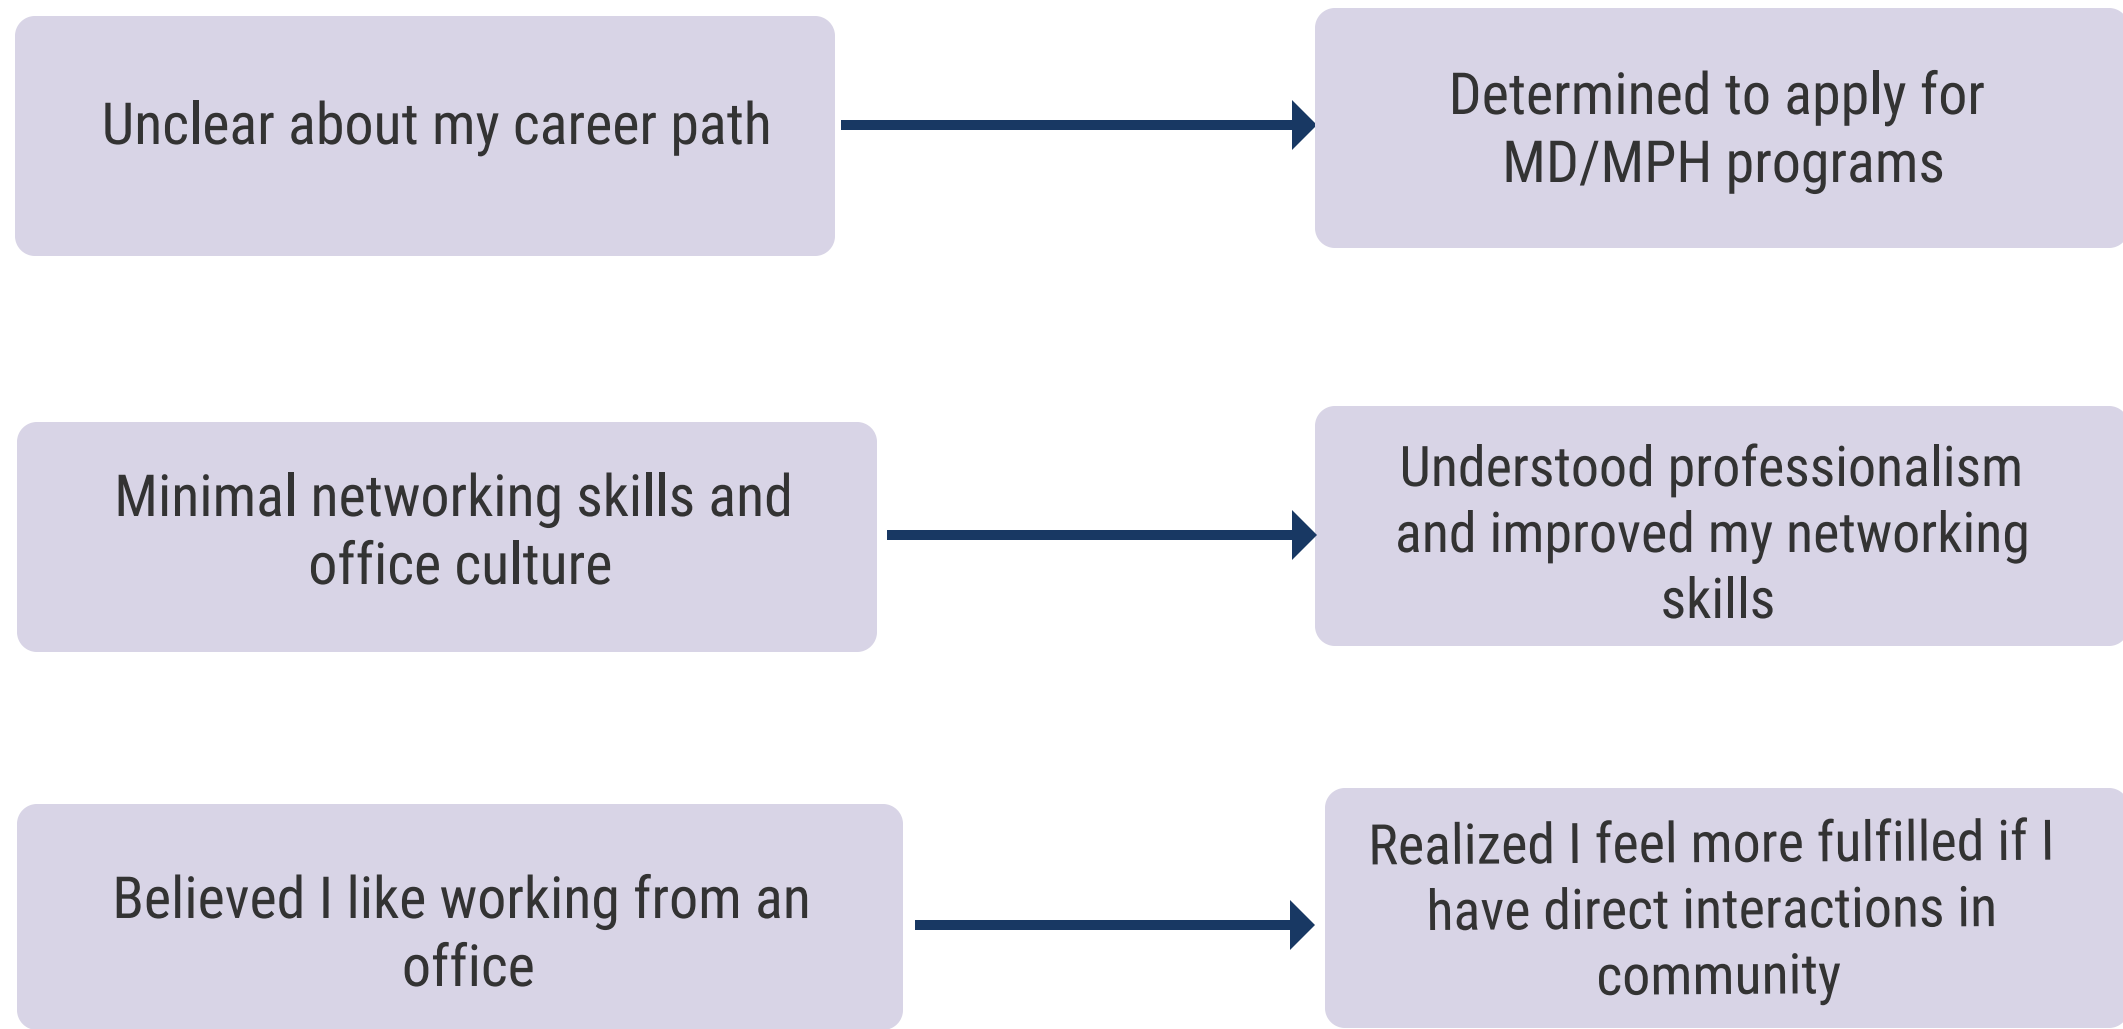 Unclear about my career path
Determined to apply for
MD/MPH programs
Minimal networking skills and
office culture
Understood professionalism
and improved my networking
skills
Believed I like working from an
office
Realized I feel more fulfilled if I
have direct interactions in
community